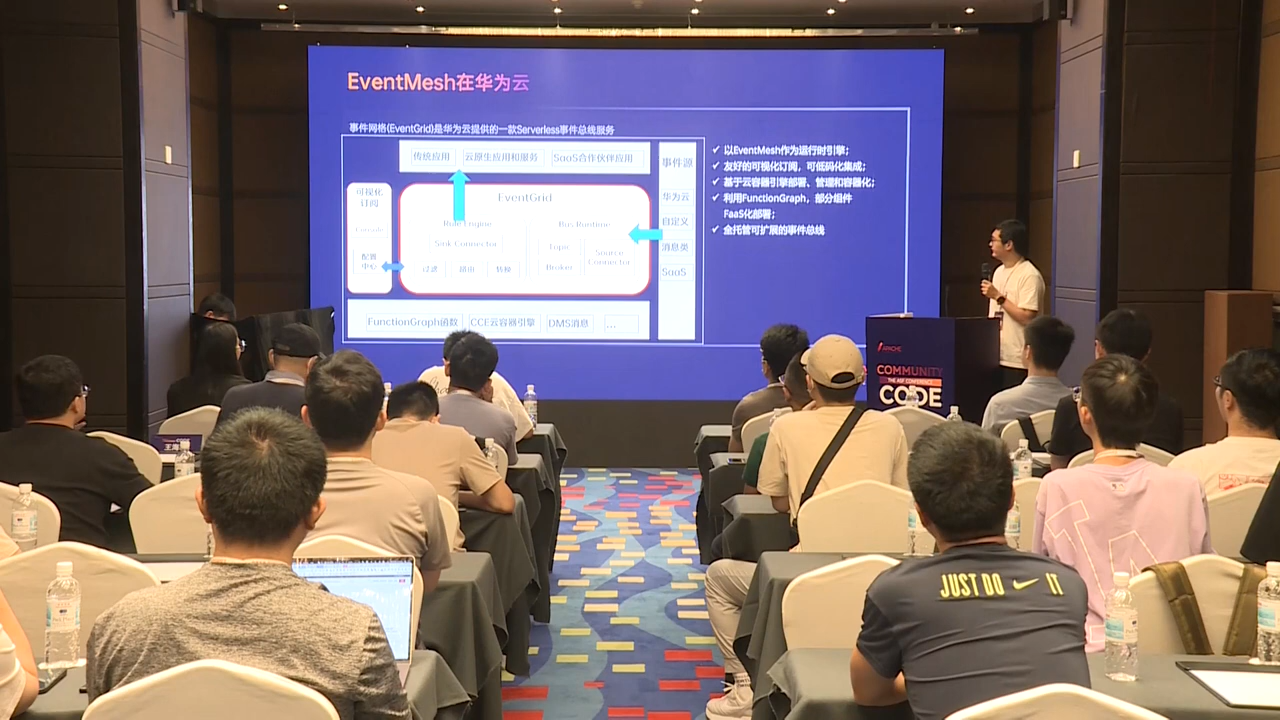 EventMesh在华为云
事件网格(EventGrid)是华为云提供的一款Serverless事件总线服务
传统应用
云原生应用和服务
SaaS合作伙伴应用
事件源
华为云
自定义
消息类
SaaS
可视化
订阅
Console
配置
中心
EventGrid
Rule Engine
Sink Connector
过滤
路由
转换
Bus Runtime
Topic
Broker
Source
Connector
FunctionGraph函数
CCE云容器引擎
DMS消息
...
✓ 以EventMesh作为运行时引擎;
✓ 友好的可视化订阅,可低码化集成;
✓ 基于云容器引擎部署、管理和容器化;
✓ 利用FunctionGraph,部分组件
FaaS化部署;
✓ 全托管可扩展的事件总线
APACHE
COMMUNITY
THE ASF CONFERENCE
CODE
JUST DO IT